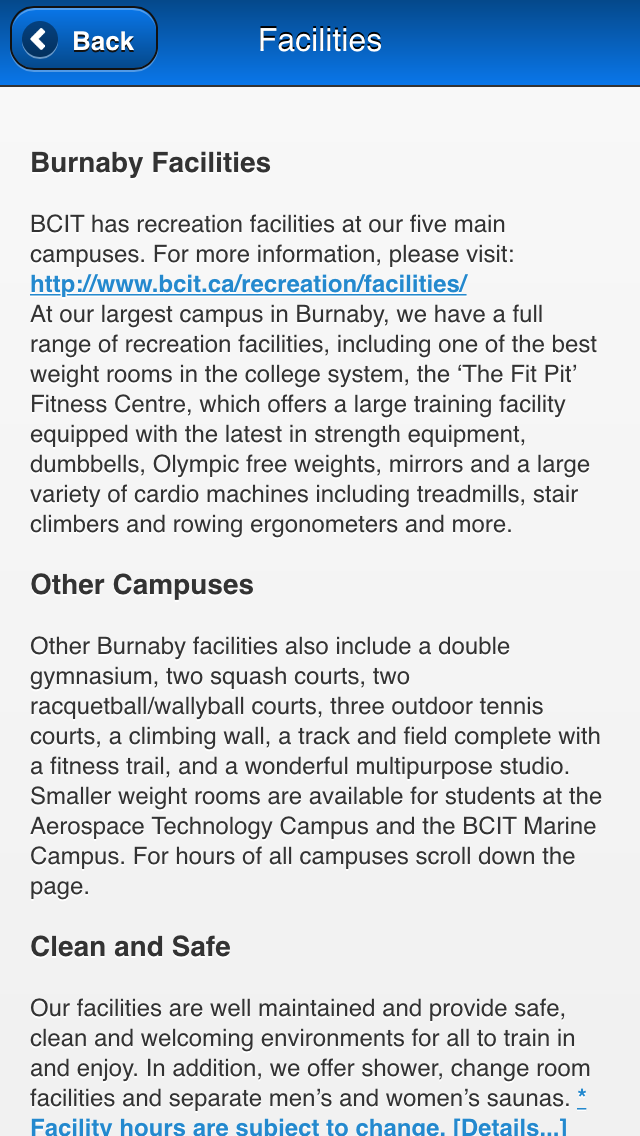 Back
Facilities
Burnaby Facilities
BCIT has recreation facilities at our five main
campuses. For more information, please visit:
http://www.bcit.ca/recreation/facilities/
At our largest campus in Burnaby, we have a full
range of recreation facilities, including one of the best
weight rooms in the college system, the ‘The Fit Pit’
Fitness Centre, which offers a large training facility
equipped with the latest in strength equipment,
dumbbells, Olympic free weights, mirrors and a large
variety of cardio machines including treadmills, stair
climbers and rowing ergonometers and more.
Other Campuses
Other Burnaby facilities also include a double
gymnasium, two squash courts, two
racquetball/wallyball courts, three outdoor tennis
courts, a climbing wall, a track and field complete with
a fitness trail, and a wonderful multipurpose studio.
Smaller weight rooms are available for students at the
Aerospace Technology Campus and the BCIT Marine
Campus. For hours of all campuses scroll down the
page.
Clean and Safe
Our facilities are well maintained and provide safe,
clean and welcoming environments for all to train in
and enjoy. In addition, we offer shower, change room
facilities and separate men’s and women’s saunas. *
Facility hours are subject to change. [Details...]